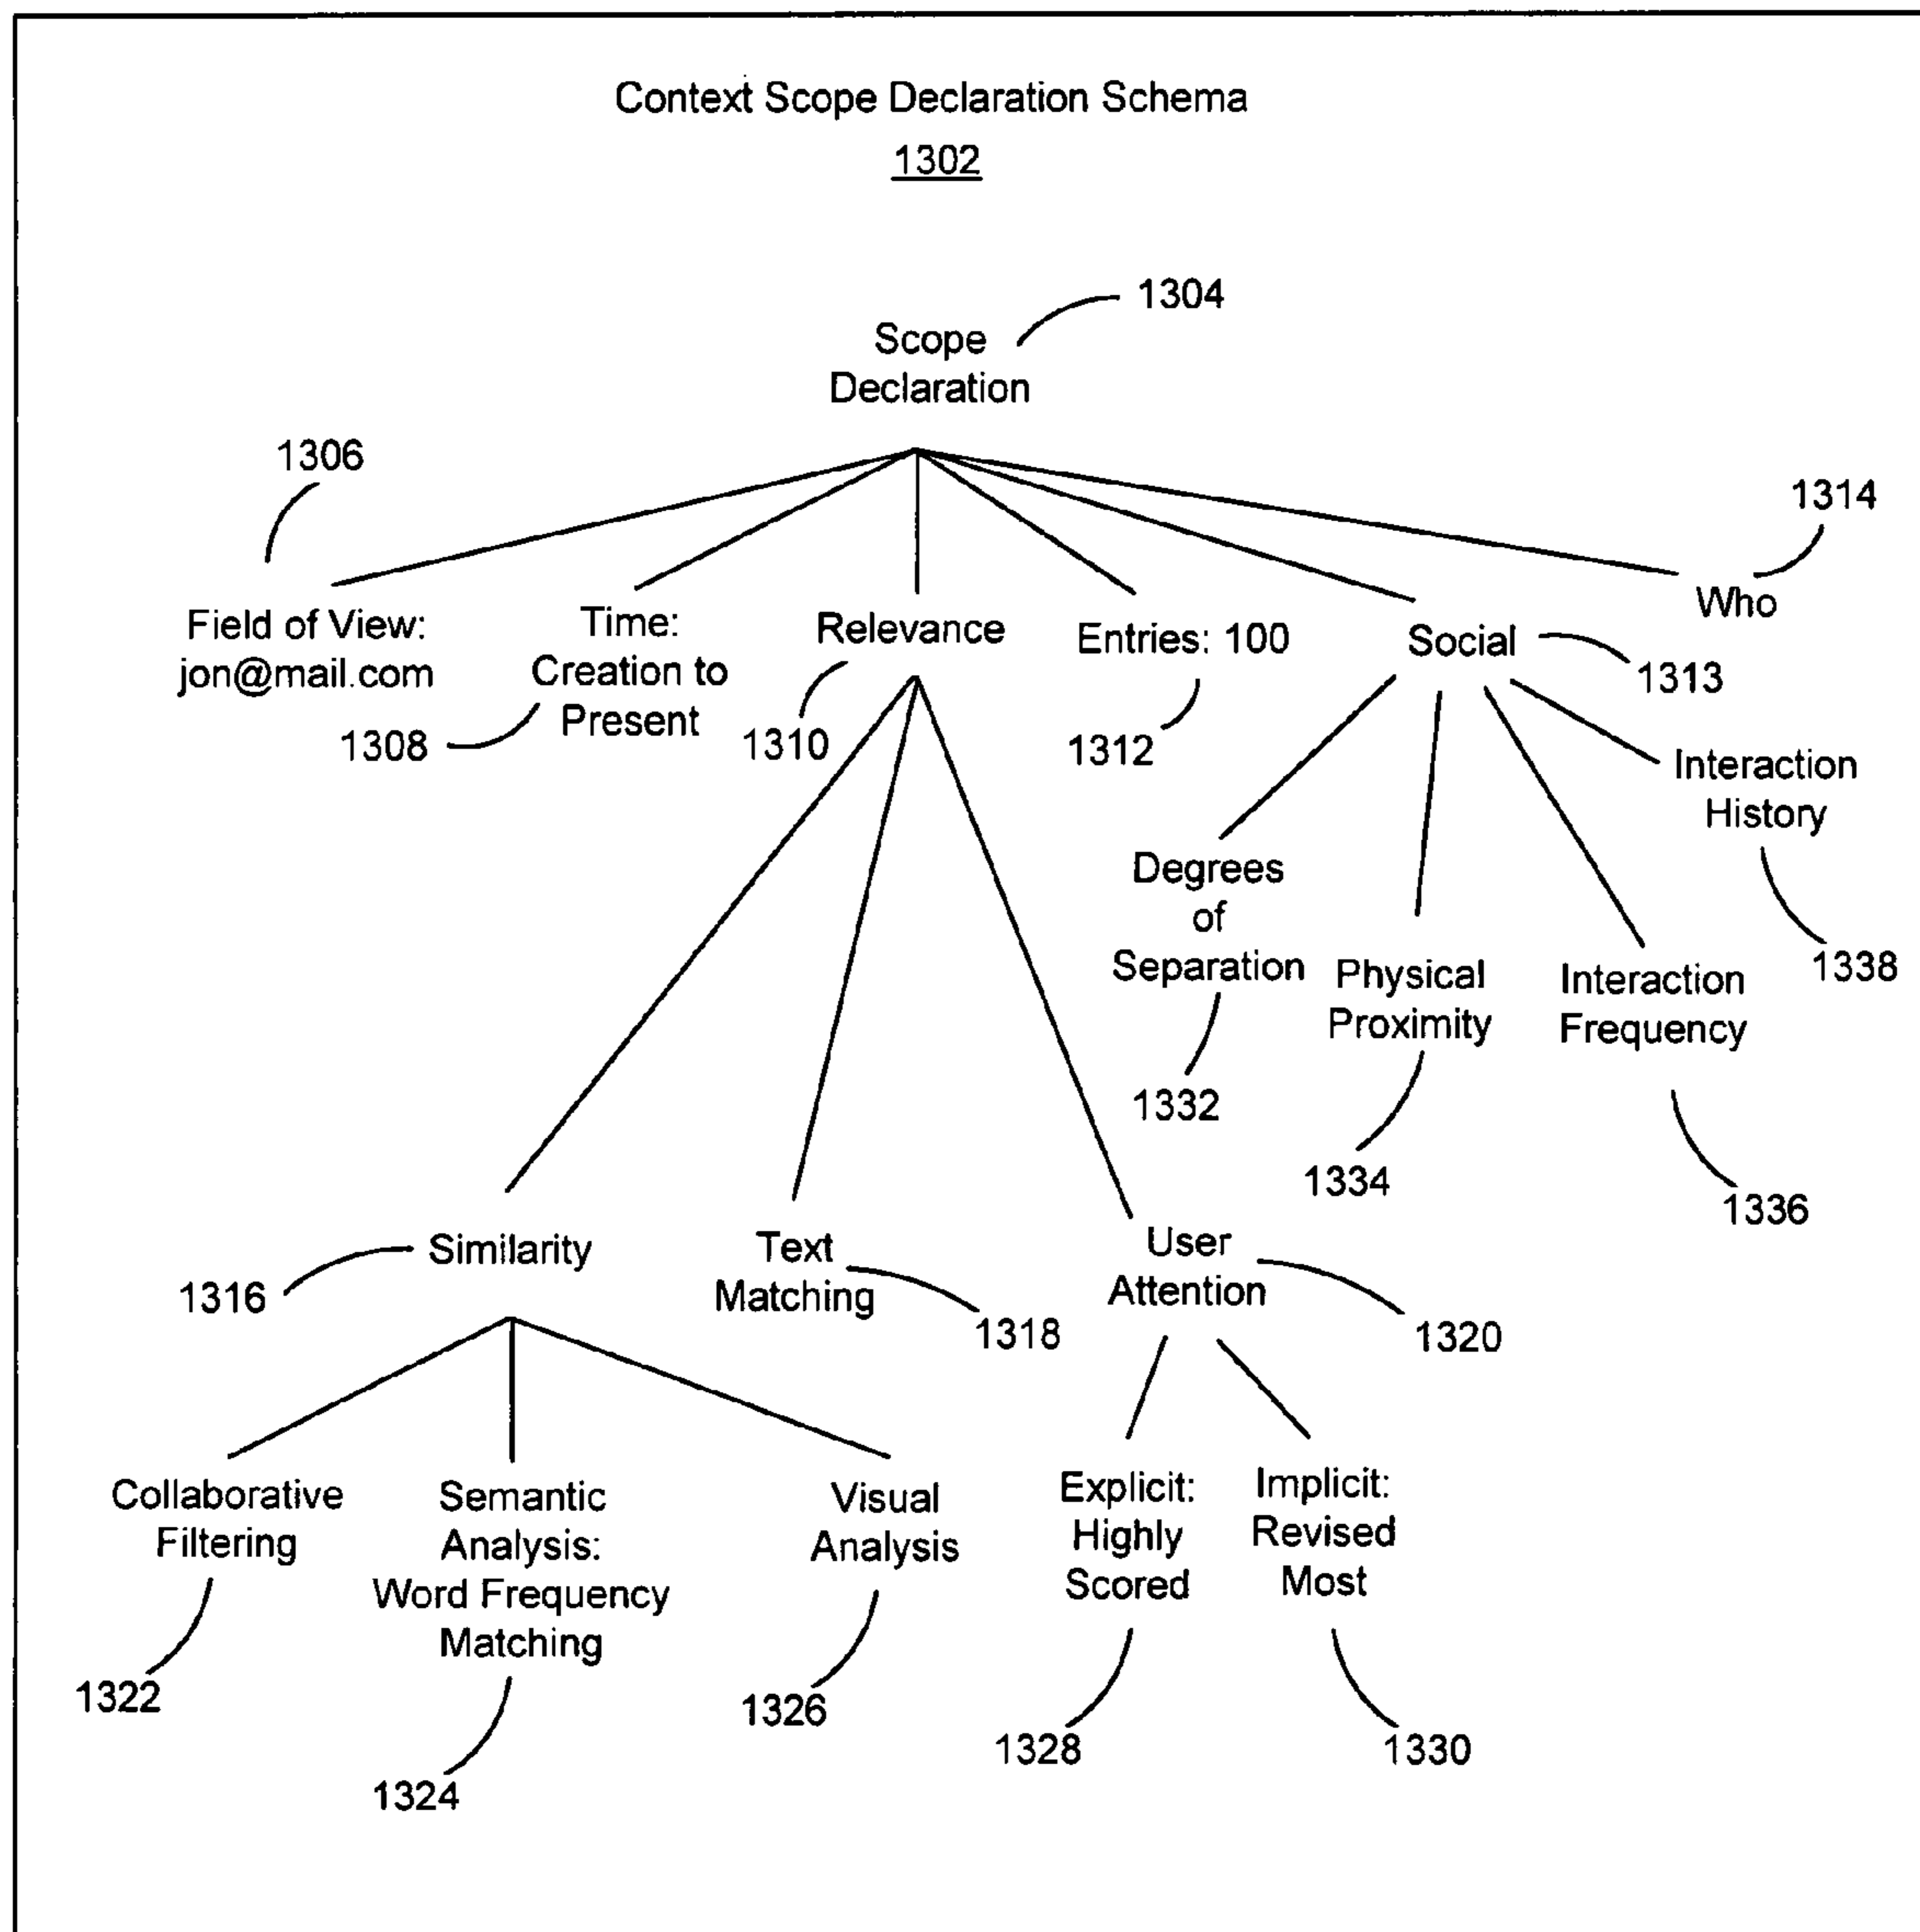 Context Scope Declaration Schema
1302
1304
Scope
Declaration
1306
1314
Field of View:
jon@mail.com
1308
Time:
Creation to
Present
Relevance
1310
Entries: 100
1312
Social
1313
Who
Degrees
of
Separation
1332
Physical
Proximity
1334
Interaction
Frequency
1336
Interaction
History
1338
Similarity
1316
Text
Matching
1318
User
Attention
1320
Collaborative
Filtering
1322
Semantic
Analysis:
Word Frequency
Matching
1324
Visual
Analysis
1326
Explicit:
Highly
Scored
1328
Implicit:
Revised
Most
1330